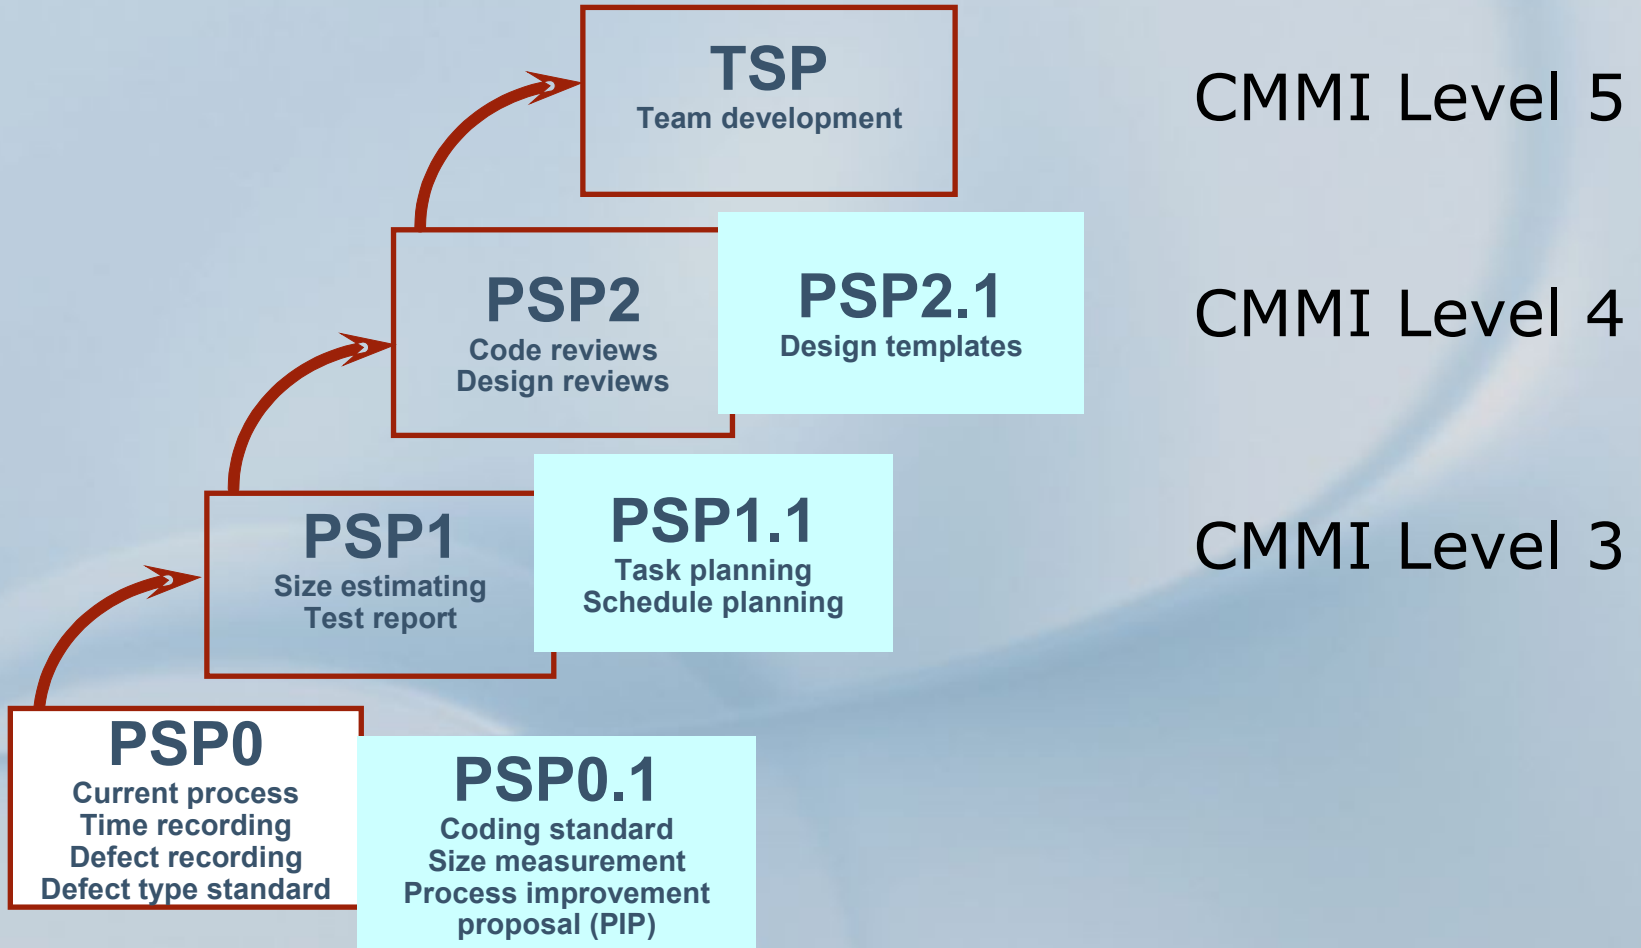 TSP
Team development
CMMI Level 5
PSP2
Code reviews
Design reviews
PSP2.1
Design templates
CMMI Level 4
PSP1
Size estimating
Test report
PSP1.1
Task planning
Schedule planning
CMMI Level 3
PSP0
Current process
Time recording
Defect recording
Defect type standard
PSP0.1
Coding standard
Size measurement
Process improvement
proposal (PIP)